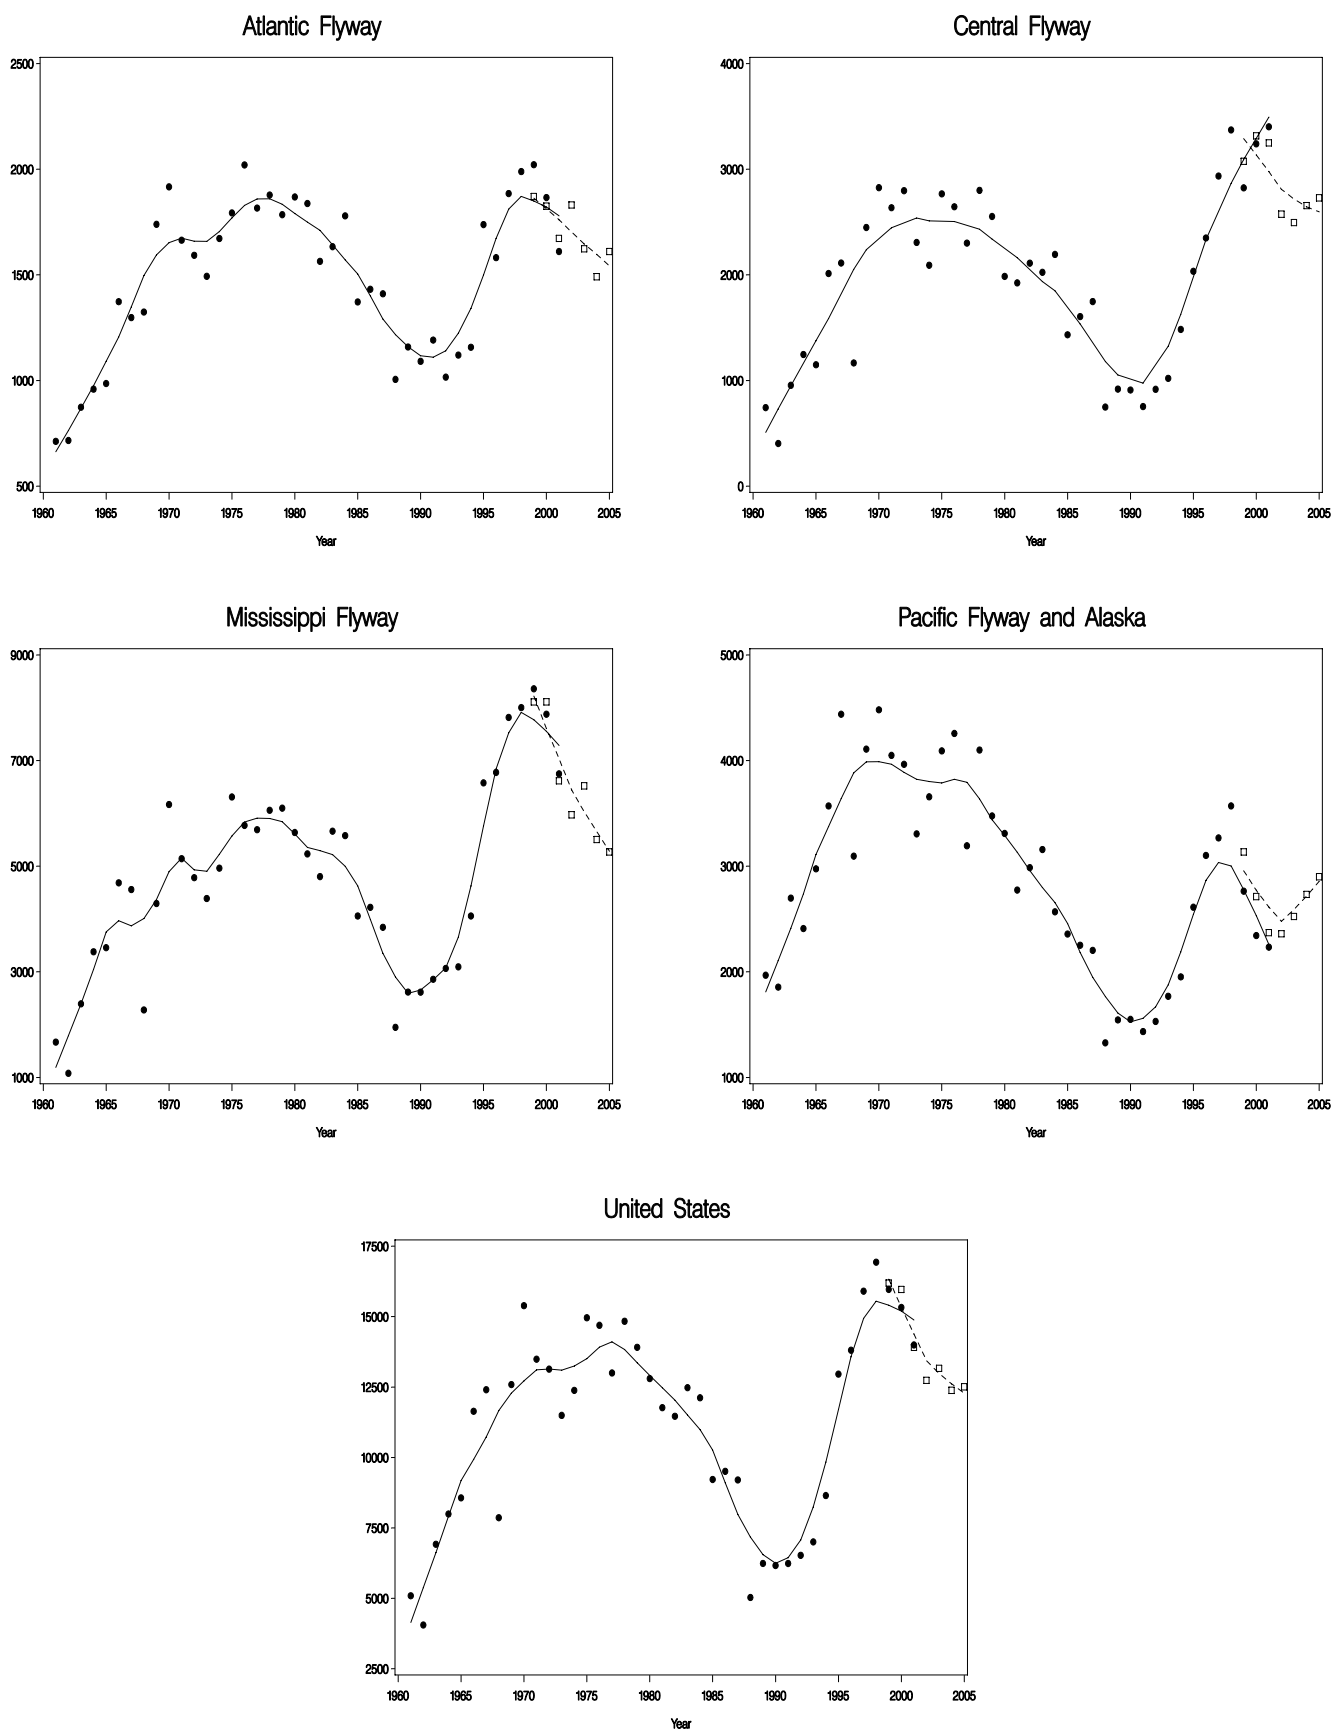 Atlantic Flyway
2500
2000
1500
1000
500
1960 1965 1970 1975 1980 1985 1990 1995 2000 2005
Year
Central Flyway
4000
3000
2000
1000
0
1960 1965 1970 1975 1980 1985 1990 1995 2000 2005
Year
Mississippi Flyway
9000
7000
5000
3000
1000
1960 1965 1970 1975 1980 1985 1990 1995 2000 2005
Year
Pacific Flyway and Alaska
5000
4000
3000
2000
1000
1960 1965 1970 1975 1980 1985 1990 1995 2000 2005
Year
United States
17500
15000
12500
10000
7500
5000
2500
1960 1965 1970 1975 1980 1985 1990 1995 2000 2005
Year